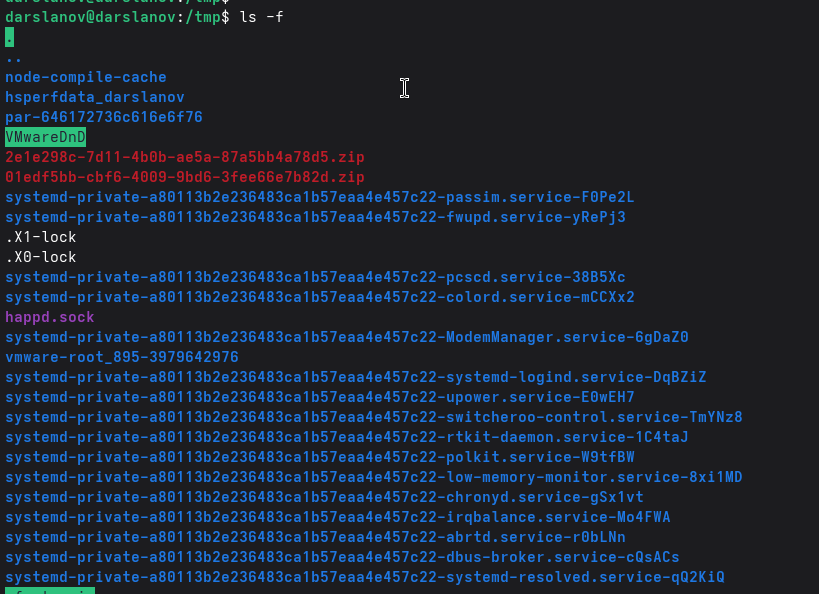 darslanov@darslanov:/tmp$ ls -f
.
..
node-compile-cache
hsperfdata_darslanov
par-646172736c616e6f76
VMwareDnD
2e1e298c-7d11-4b0b-ae5a-87a5bb4a78d5.zip
01edf5bb-cbf6-4009-9bd6-3fee66e7b82d.zip
systemd-private-a80113b2e236483ca1b57eaa4e457c22-passim.service-F0Pe2L
systemd-private-a80113b2e236483ca1b57eaa4e457c22-fwupd.service-yRePj3
.X1-lock
.X0-lock
systemd-private-a80113b2e236483ca1b57eaa4e457c22-pcscd.service-38B5Xc
systemd-private-a80113b2e236483ca1b57eaa4e457c22-colord.service-mCCXx2
happd.sock
systemd-private-a80113b2e236483ca1b57eaa4e457c22-ModemManager.service-6gDaZ0
vmware-root_895-3979642976
systemd-private-a80113b2e236483ca1b57eaa4e457c22-systemd-logind.service-DqBZiZ
systemd-private-a80113b2e236483ca1b57eaa4e457c22-upower.service-E0wEH7
systemd-private-a80113b2e236483ca1b57eaa4e457c22-switcheroo-control.service-TmYNz8
systemd-private-a80113b2e236483ca1b57eaa4e457c22-rtkit-daemon.service-1C4taJ
systemd-private-a80113b2e236483ca1b57eaa4e457c22-polkit.service-W9tfBW
systemd-private-a80113b2e236483ca1b57eaa4e457c22-low-memory-monitor.service-8xi1MD
systemd-private-a80113b2e236483ca1b57eaa4e457c22-chronyd.service-gSx1vt
systemd-private-a80113b2e236483ca1b57eaa4e457c22-irqbalance.service-Mo4FWA
systemd-private-a80113b2e236483ca1b57eaa4e457c22-abrtd.service-r0bLNn
systemd-private-a80113b2e236483ca1b57eaa4e457c22-dbus-broker.service-cQsACs
systemd-private-a80113b2e236483ca1b57eaa4e457c22-systemd-resolved.service-qQ2KiQ